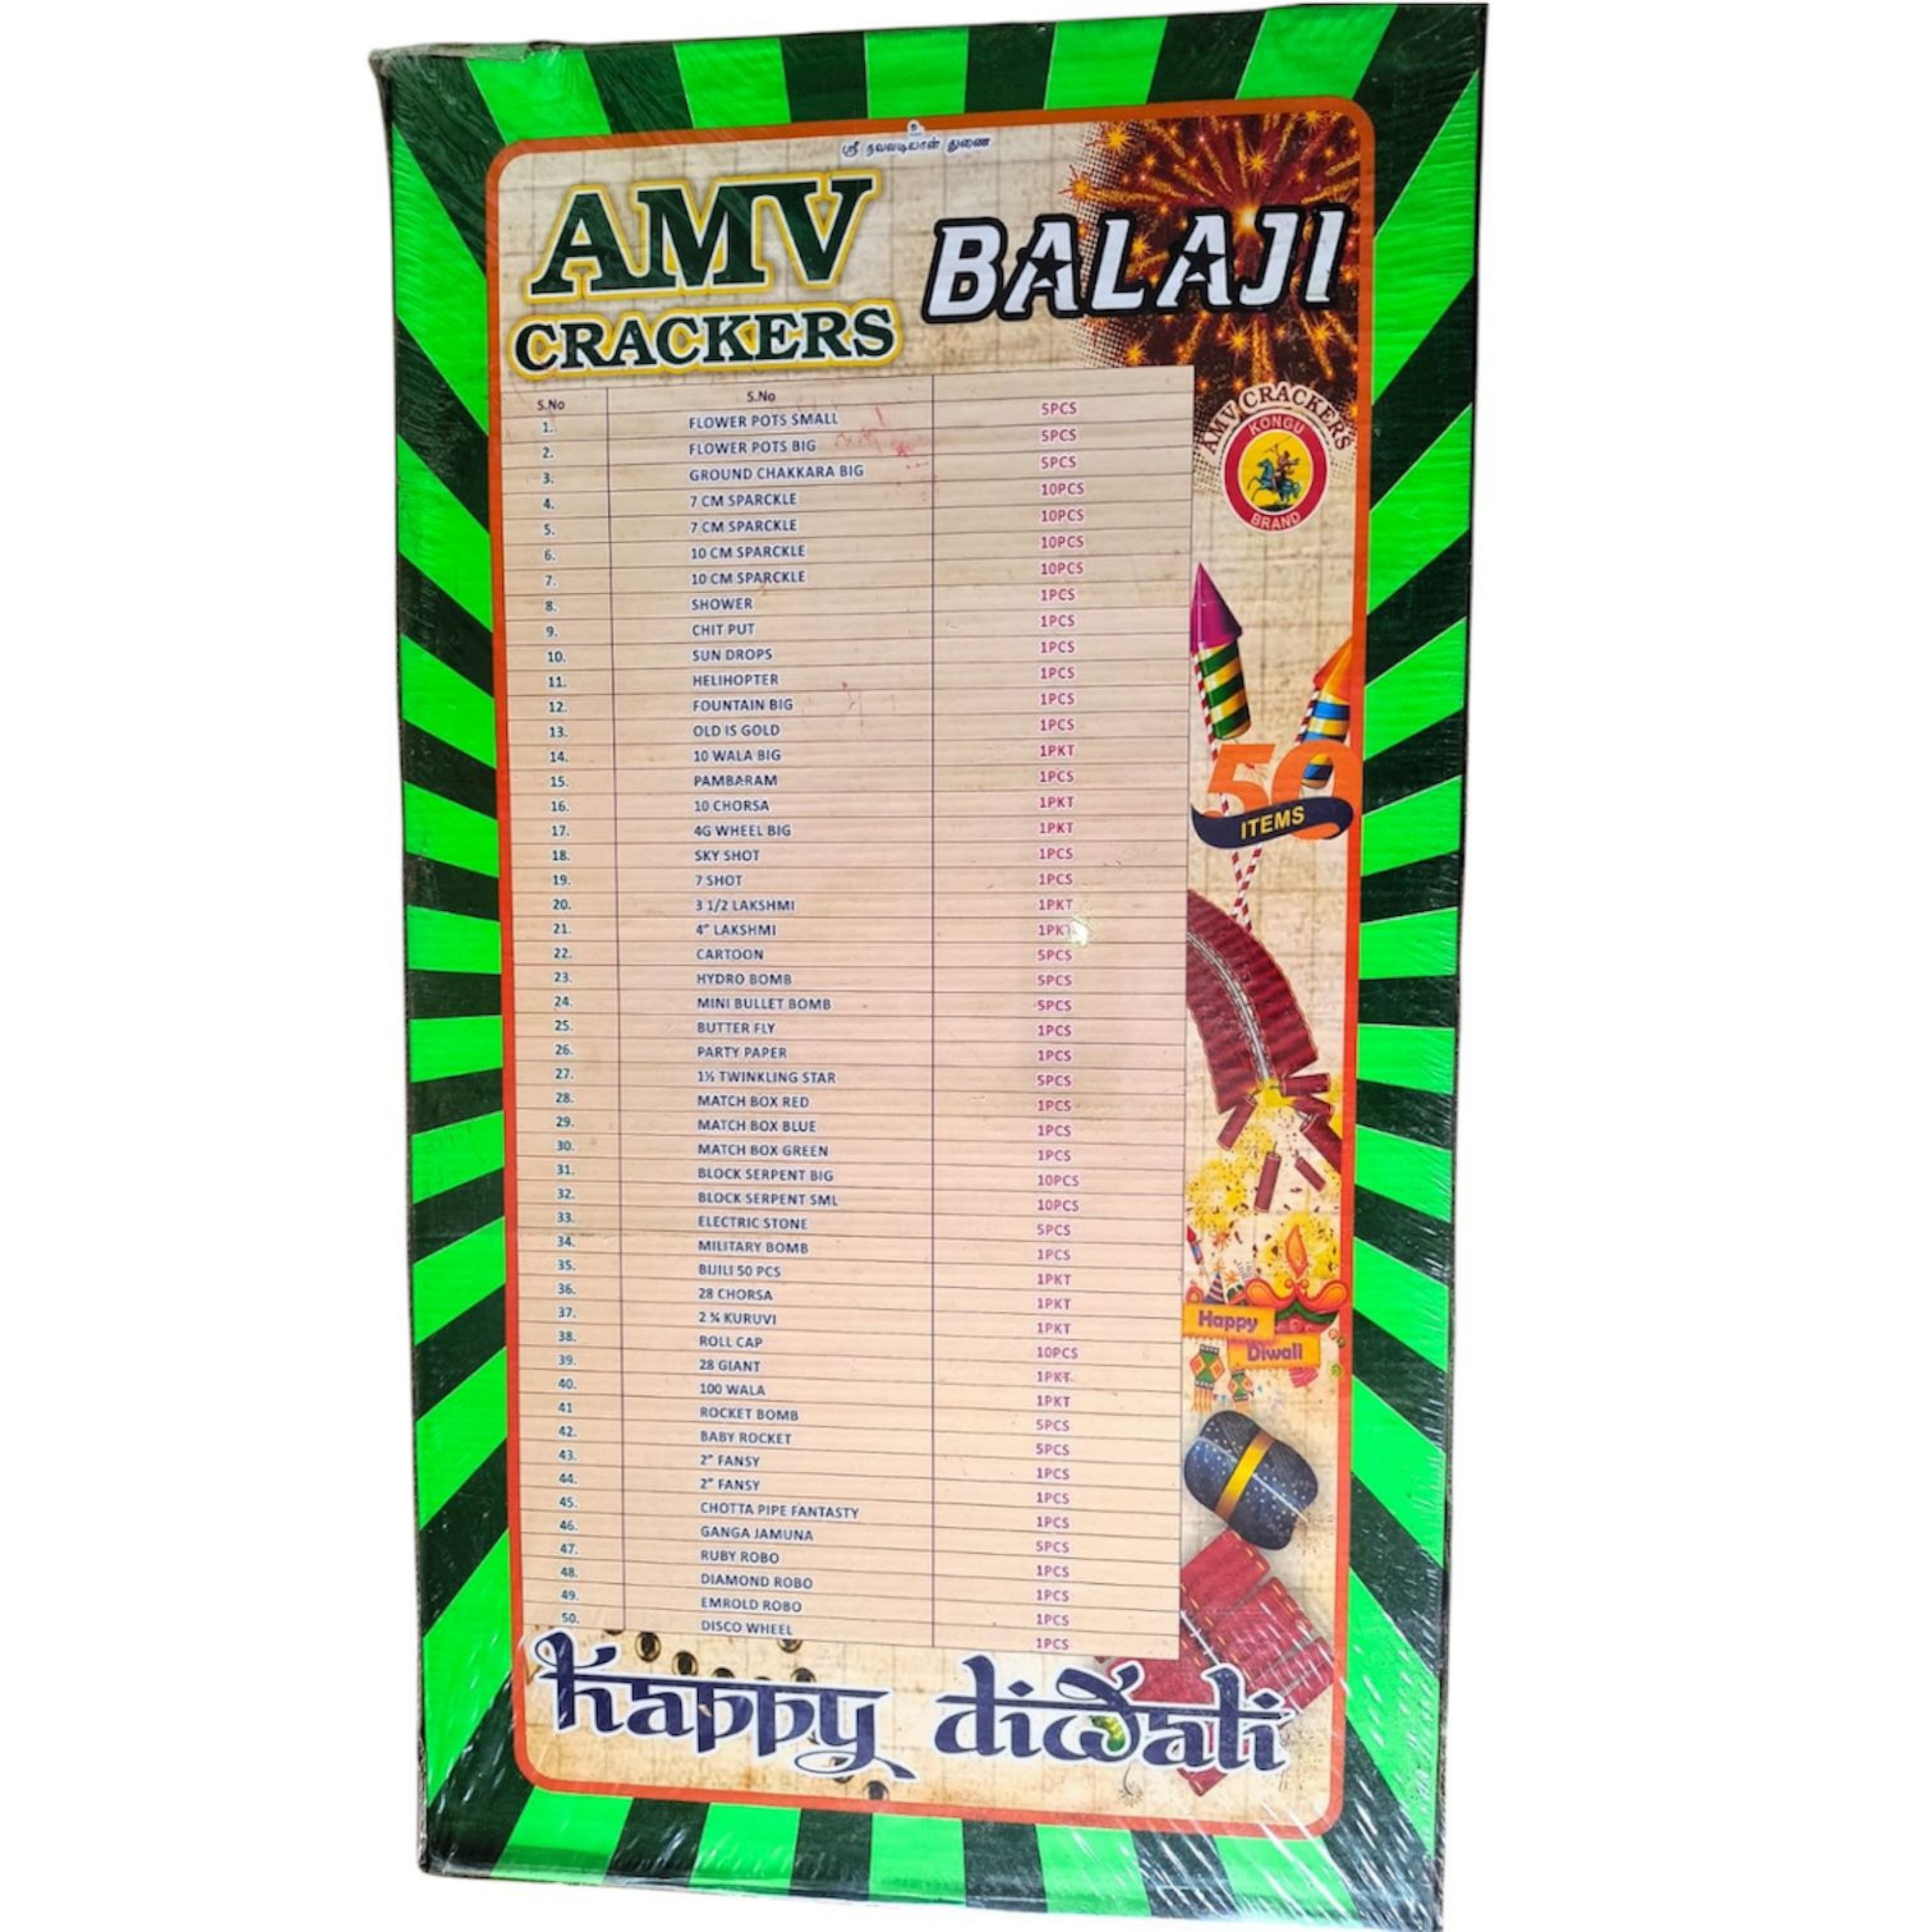 ஸ்ரீ நவலடியான் துணை
AMV
CRACKERS
BALAJI
AMV CRACKERS
KONGU
BRAND
S.No S.No
1. FLOWER POTS SMALL 5PCS
2. FLOWER POTS BIG 5PCS
3. GROUND CHAKKARA BIG 5PCS
4. 7 CM SPARCKLE 10PCS
5. 7 CM SPARCKLE 10PCS
6. 10 CM SPARCKLE 10PCS
7. 10 CM SPARCKLE 10PCS
8. SHOWER 1PCS
9. CHIT PUT 1PCS
10. SUN DROPS 1PCS
11. HELIHOPTER 1PCS
12. FOUNTAIN BIG 1PCS
13. OLD IS GOLD 1PCS
14. 10 WALA BIG 1PKT
15. PAMBARAM 1PCS
16. 10 CHORSA 1PKT
17. 4G WHEEL BIG 1PKT
18. SKY SHOT 1PCS
19. 7 SHOT 1PCS
20. 3 1/2 LAKSHMI 1PKT
21. 4" LAKSHMI 1PKT
22. CARTOON 5PCS
23. HYDRO BOMB 5PCS
24. MINI BULLET BOMB 5PCS
25. BUTTER FLY 1PCS
26. PARTY PAPER 1PCS
27. 1½ TWINKLING STAR 5PCS
28. MATCH BOX RED 1PCS
29. MATCH BOX BLUE 1PCS
30. MATCH BOX GREEN 1PCS
31. BLOCK SERPENT BIG 10PCS
32. BLOCK SERPENT SML 10PCS
33. ELECTRIC STONE 5PCS
34. MILITARY BOMB 1PCS
35. BIJILI 50 PCS 1PKT
36. 28 CHORSA 1PKT
37. 2 ¾ KURUVI 1PKT
38. ROLL CAP 10PCS
39. 28 GIANT 1PKT
40. 100 WALA 1PKT
41 ROCKET BOMB 5PCS
42. BABY ROCKET 5PCS
43. 2" FANSY 1PCS
44. 2" FANSY 1PCS
45. CHOTTA PIPE FANTASTY 1PCS
46. GANGA JAMUNA 5PCS
47. RUBY ROBO 1PCS
48. DIAMOND ROBO 1PCS
49. EMROLD ROBO 1PCS
50. DISCO WHEEL 1PCS
50
ITEMS
Happy
Diwali
Happy diwali